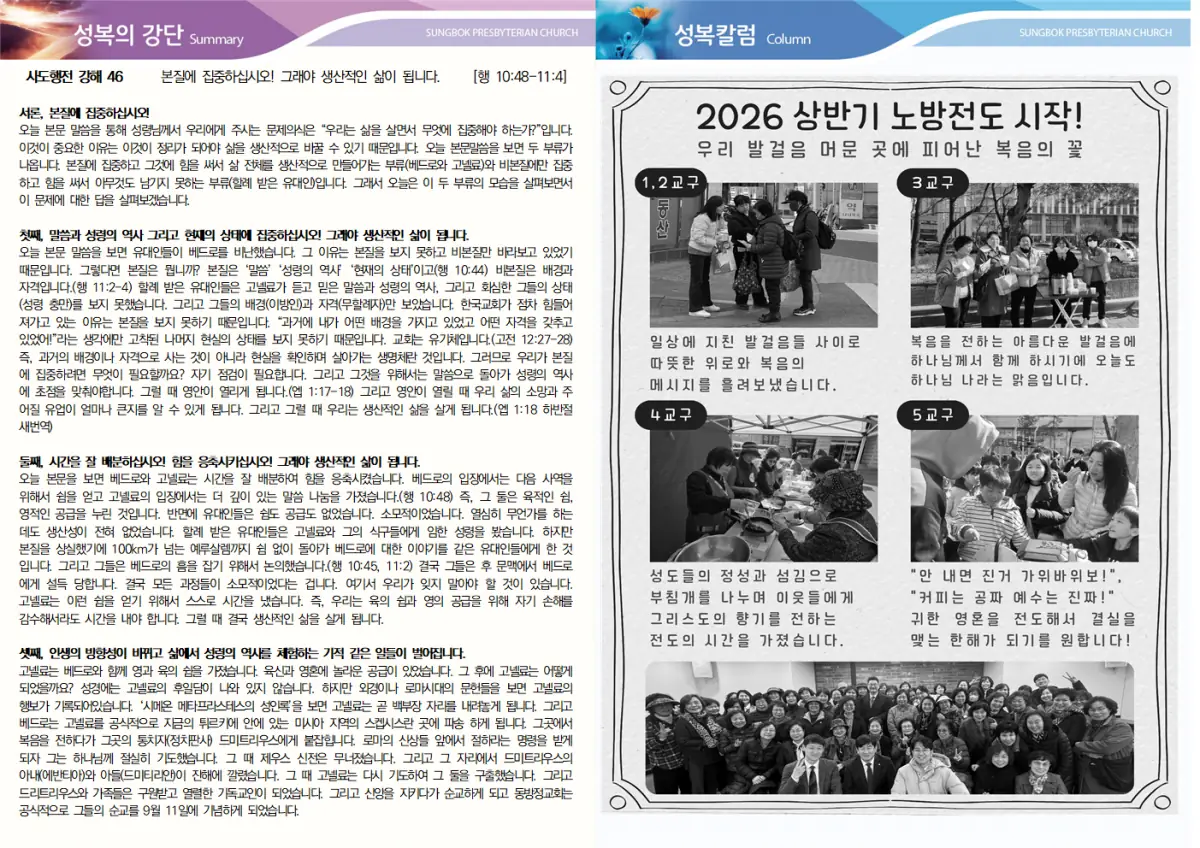 성복의 강단 Summary
SUNGBOK PRESBYTERIAN CHURCH
사도행전 강해 46 본질에 집중하십시오! 그래야 생산적인 삶이 됩니다. [행 10:48-11:4]
서론, 본질에 집중하십시오!
오늘 본문 말씀을 통해 성령님께서 우리에게 주시는 문제의식은 "우리는 삶을 살면서 무엇에 집중해야 하는가?"입니다.
이것이 중요한 이유는 이것이 정리가 되어야 삶을 생산적으로 바꿀 수 있기 때문입니다. 오늘 본문말씀을 보면 두 부류가
나옵니다. 본질에 집중하고 그것에 힘을 써서 삶 전체를 생산적으로 만들어가는 부류(베드로와 고넬료)와 비본질에만 집중
하고 힘을 써서 아무것도 남기지 못하는 부류(할례 받은 유대인)입니다. 그래서 오늘은 이 두 부류의 모습을 살펴보면서
이 문제에 대한 답을 살펴보겠습니다.
첫째, 말씀과 성령의 역사 그리고 현재의 상태에 집중하십시오! 그래야 생산적인 삶이 됩니다.
오늘 본문 말씀을 보면 유대인들이 베드로를 비난했습니다. 그 이유는 본질을 보지 못하고 비본질만 바라보고 있었기
때문입니다. 그렇다면 본질은 뭡니까? 본질은 '말씀' '성령의 역사' '현재의 상태'이고(행 10:44) 비본질은 배경과
자격입니다.(행 11:2-4) 할례 받은 유대인들은 고넬료가 듣고 믿은 말씀과 성령의 역사, 그리고 회심한 그들의 상태
(성령 충만)를 보지 못했습니다. 그리고 그들의 배경(이방인)과 자격(무할례자)만 보았습니다. 한국교회가 점차 힘들어
져가고 있는 이유는 본질을 보지 못하기 때문입니다. "과거에 내가 어떤 배경을 가지고 있었고 어떤 자격을 갖추고
있었어!"라는 생각에만 고착된 나머지 현실의 상태를 보지 못하기 때문입니다. 교회는 유기체입니다.(고전 12:27-28)
즉, 과거의 배경이나 자격으로 사는 것이 아니라 현실을 확인하며 살아가는 생명체란 것입니다. 그러므로 우리가 본질
에 집중하려면 무엇이 필요할까요? 자기 점검이 필요합니다. 그리고 그것을 위해서는 말씀으로 돌아가 성령의 역사
에 초점을 맞춰야합니다. 그럴 때 영안이 열리게 됩니다.(엡 1:17-18) 그리고 영안이 열릴 때 우리 삶의 소망과 주
어질 유업이 얼마나 큰지를 알 수 있게 됩니다. 그리고 그럴 때 우리는 생산적인 삶을 살게 됩니다.(엡 1:18 하반절
새번역)
둘째, 시간을 잘 배분하십시오! 힘을 응축시키십시오! 그래야 생산적인 삶이 됩니다.
오늘 본문을 보면 베드로와 고넬료는 시간을 잘 배분하여 힘을 응축시켰습니다. 베드로의 입장에서는 다음 사역을
위해서 쉼을 얻고 고넬료의 입장에서는 더 깊이 있는 말씀 나눔을 가졌습니다.(행 10:48) 즉, 그 둘은 육적인 쉼,
영적인 공급을 누린 것입니다. 반면에 유대인들은 쉼도 공급도 없었습니다. 소모적이었습니다. 열심히 무언가를 하는
데도 생산성이 전혀 없었습니다. 할례 받은 유대인들은 고넬료와 그의 식구들에게 임한 성령을 봤습니다. 하지만
본질을 상실했기에 100km가 넘는 예루살렘까지 쉼 없이 돌아가 베드로에 대한 이야기를 같은 유대인들에게 한 것
입니다. 그리고 그들은 베드로의 흠을 잡기 위해서 논의했습니다.(행 10:45, 11:2) 결국 그들은 후 문맥에서 베드로
에게 설득 당합니다. 결국 모든 과정들이 소모적이었다는 겁니다. 여기서 우리가 잊지 말아야 할 것이 있습니다.
고넬료는 이런 쉼을 얻기 위해서 스스로 시간을 냈습니다. 즉, 우리는 육의 쉼과 영의 공급을 위해 자기 손해를
감수해서라도 시간을 내야 합니다. 그럴 때 결국 생산적인 삶을 살게 됩니다.
셋째, 인생의 방향성이 바뀌고 삶에서 성령의 역사를 체험하는 기적 같은 일들이 벌어집니다.
고넬료는 베드로와 함께 영과 육의 쉼을 가졌습니다. 육신과 영혼에 놀라운 공급이 있었습니다. 그 후에 고넬료는 어떻게
되었을까요? 성경에는 고넬료의 후일담이 나와 있지 않습니다. 하지만 외경이나 로마시대의 문헌들을 보면 고넬료의
행보가 기록되어있습니다. '시메온 메타프라스테스의 성인록'을 보면 고넬료는 곧 백부장 자리를 내려놓게 됩니다. 그리고
베드로는 고넬료를 공식적으로 지금의 튀르키에 안에 있는 미시아 지역의 스켑시스란 곳에 파송 하게 됩니다. 그곳에서
복음을 전하다가 그곳의 통치자(정치판사) 드미트리우스에게 붙잡힙니다. 로마의 신상들 앞에서 절하라는 명령을 받게
되자 그는 하나님께 절실히 기도했습니다. 그 때 제우스 신전은 무너졌습니다. 그리고 그 자리에서 드미트리우스의
아내(에반티아)와 아들(드미티리안)이 잔해에 깔렸습니다. 그 때 고넬료는 다시 기도하여 그 둘을 구출했습니다. 그리고
드리트리우스와 가족들은 구원받고 열렬한 기독교인이 되었습니다. 그리고 신앙을 지키다가 순교하게 되고 동방정교회는
공식적으로 그들의 순교를 9월 11일에 기념하게 되었습니다.
성복칼럼 Column
SUNGBOK PRESBYTERIAN CHURCH
2026 상반기 노방전도 시작!
우리 발걸음 머문 곳에 피어난 복음의 꽃
1,2교구
동산
역
일상에 지친 발걸음들 사이로
따뜻한 위로와 복음의
메시지를 흘려보냈습니다.
3교구
복음을 전하는 아름다운 발걸음에
하나님께서 함께 하시기에 오늘도
하나님 나라는 맑음입니다.
4교구
성도들의 정성과 섬김으로
부침개를 나누며 이웃들에게
그리스도의 향기를 전하는
전도의 시간을 가졌습니다.
5교구
"안 내면 진거 가위바위보!",
"커피는 공짜 예수는 진짜!"
귀한 영혼을 전도해서 결실을
맺는 한해가 되기를 원합니다!